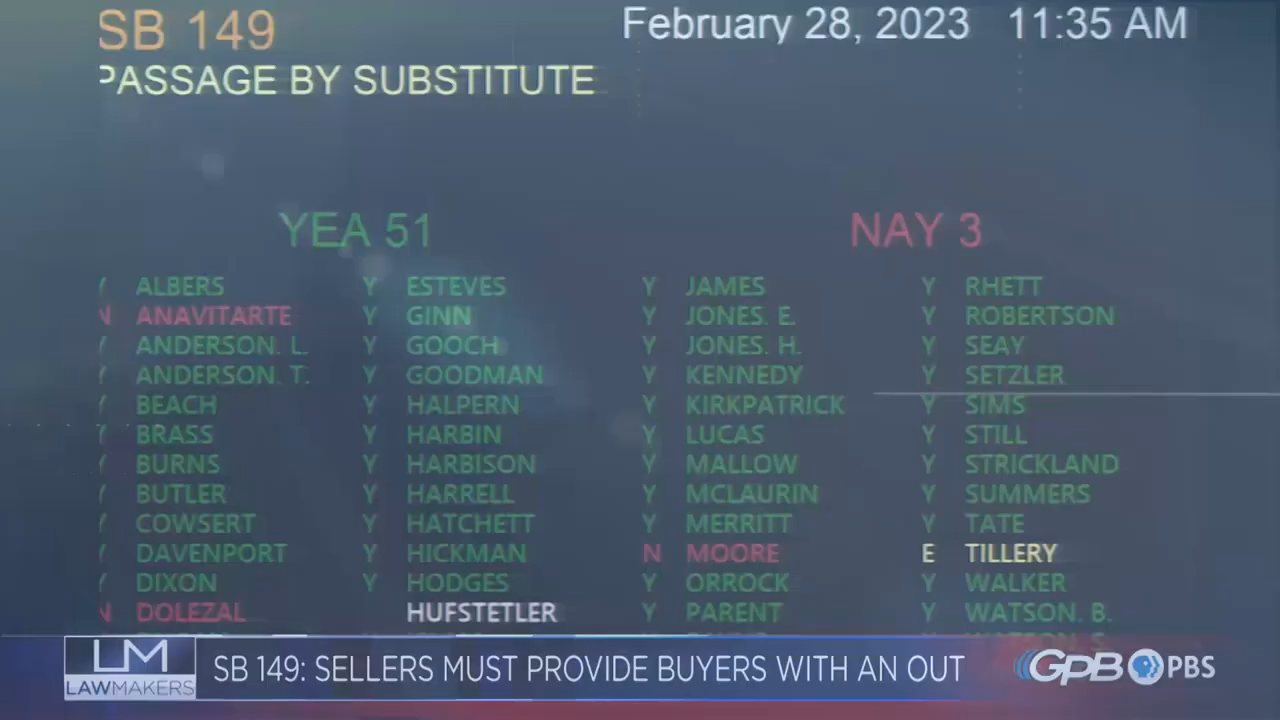 SB 149 February 28, 2023 11:35 AM
PASSAGE BY SUBSTITUTE
YEA 51 NAY 3
Y ALBERS Y ESTEVES Y JAMES Y RHETT
N ANAVITARTE Y GINN Y JONES. E. Y ROBERTSON
Y ANDERSON. L. Y GOOCH Y JONES. H. Y SEAY
Y ANDERSON. T. Y GOODMAN Y KENNEDY Y SETZLER
Y BEACH Y HALPERN Y KIRKPATRICK Y SIMS
Y BRASS Y HARBIN Y LUCAS Y STILL
Y BURNS Y HARBISON Y MALLOW Y STRICKLAND
Y BUTLER Y HARRELL Y MCLAURIN Y SUMMERS
Y COWSERT Y HATCHETT Y MERRITT Y TATE
Y DAVENPORT Y HICKMAN N MOORE E TILLERY
Y DIXON Y HODGES Y ORROCK Y WALKER
N DOLEZAL HUFSTETLER Y PARENT Y WATSON. B.
LM
LAWMAKERS
SB 149: SELLERS MUST PROVIDE BUYERS WITH AN OUT
GPB PBS